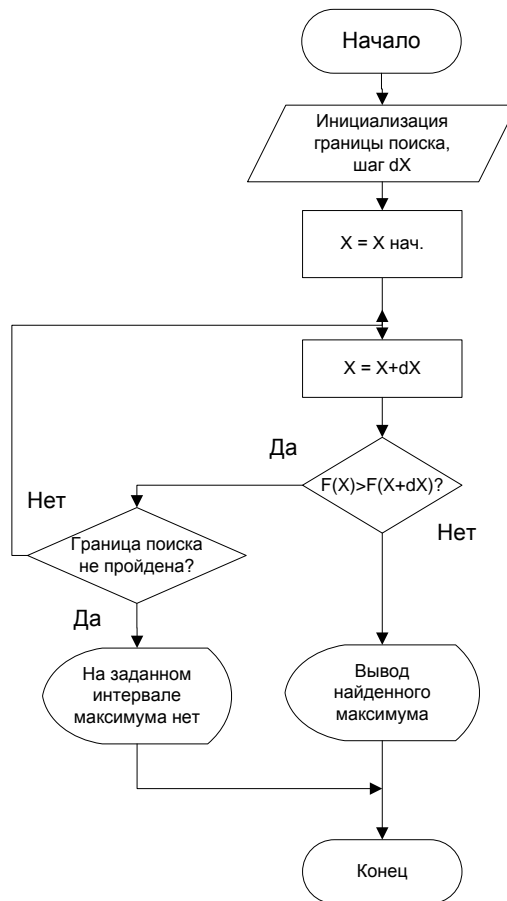 Начало
Инициализация
границы поиска,
шаг dX
X = X нач.
X = X+dX
Да
F(X)>F(X+dX)?
Нет
Нет
Граница поиска
не пройдена?
Да
На заданном
интервале
максимума нет
Вывод
найденного
максимума
Конец